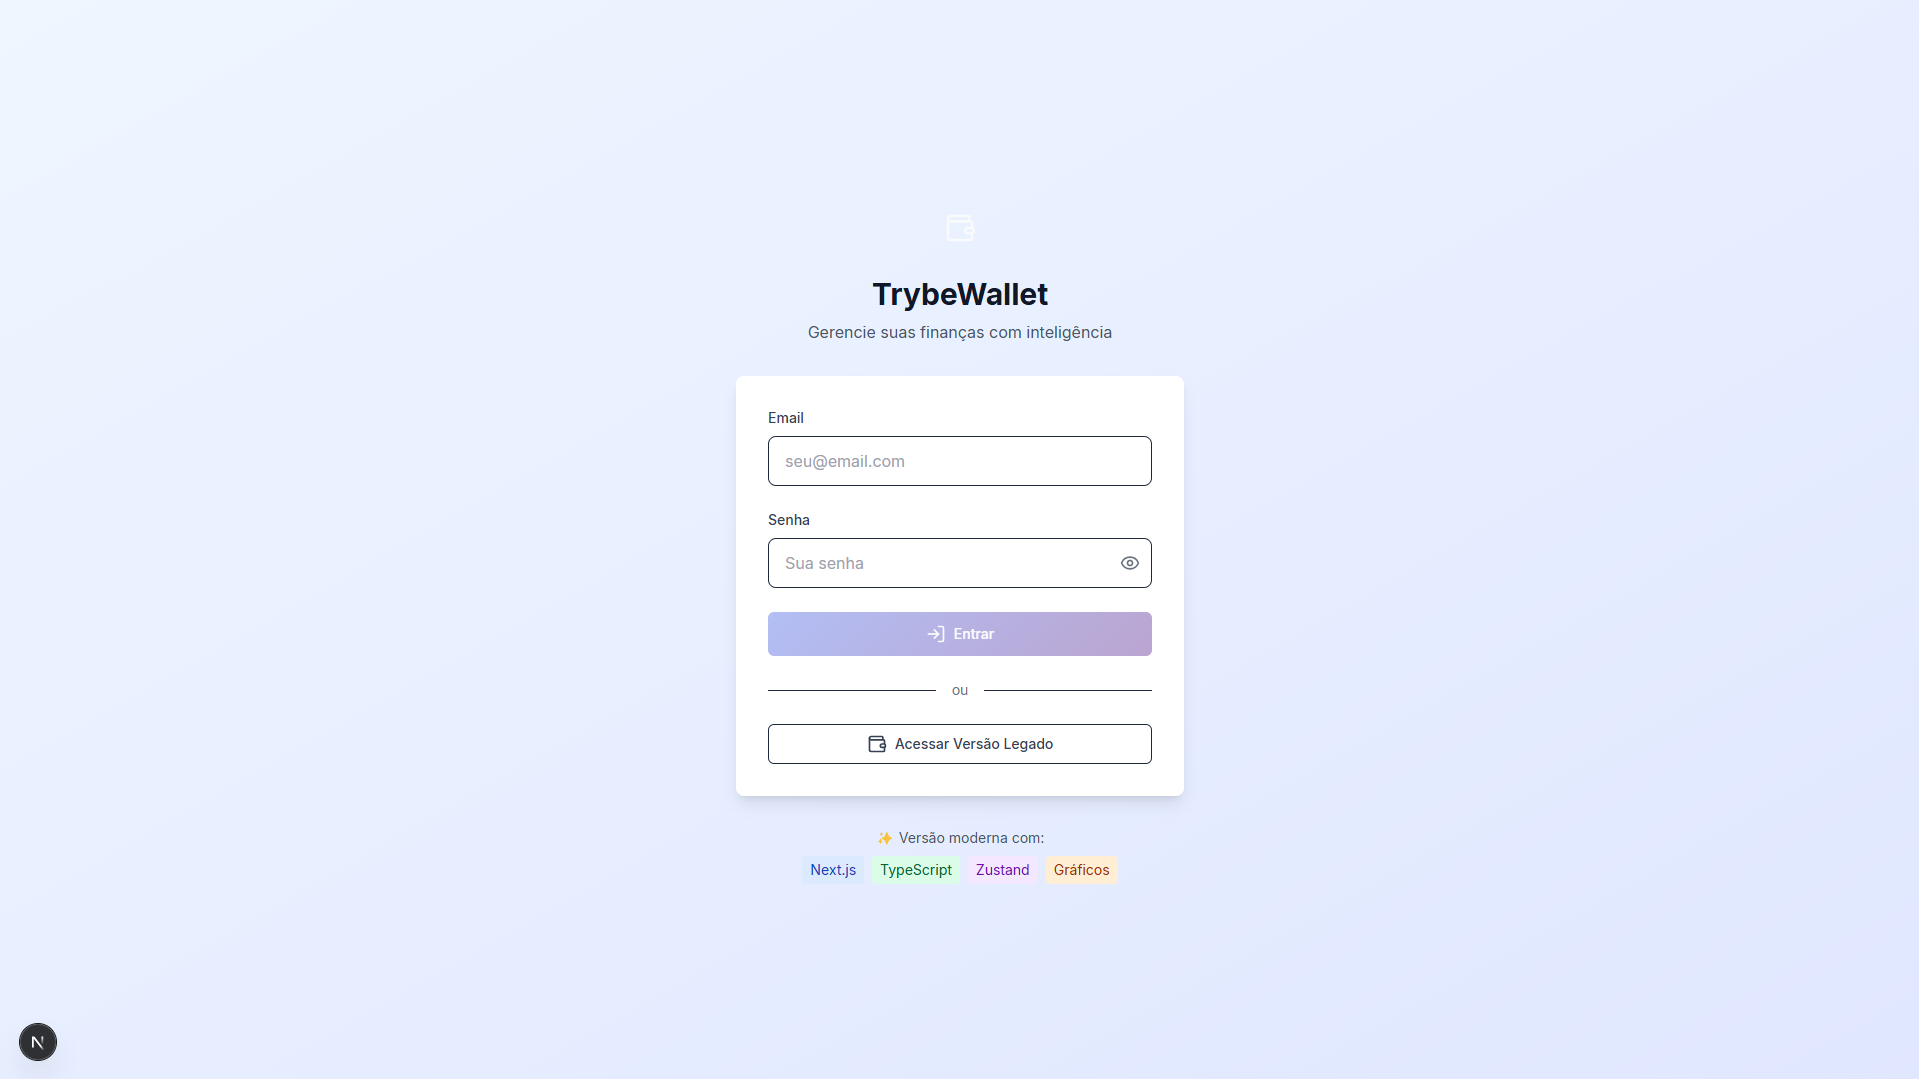 TrybeWallet
Gerencie suas finanças com inteligência
Email
seu@email.com
Senha
Sua senha
Entrar
ou
Acessar Versão Legado
✨ Versão moderna com:
Next.js TypeScript Zustand Gráficos
N